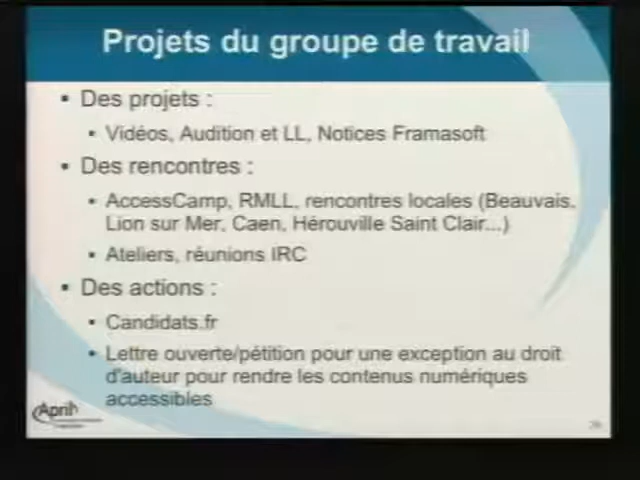 Projets du groupe de travail
▪ Des projets :
▪ Vidéos, Audition et LL, Notices Framasoft
▪ Des rencontres :
▪ AccessCamp, RMLL, rencontres locales (Beauvais,
Lion sur Mer, Caen, Hérouville Saint Clair...)
▪ Ateliers, réunions IRC
▪ Des actions :
▪ Candidats.fr
▪ Lettre ouverte/pétition pour une exception au droit
d'auteur pour rendre les contenus numériques
accessibles
April